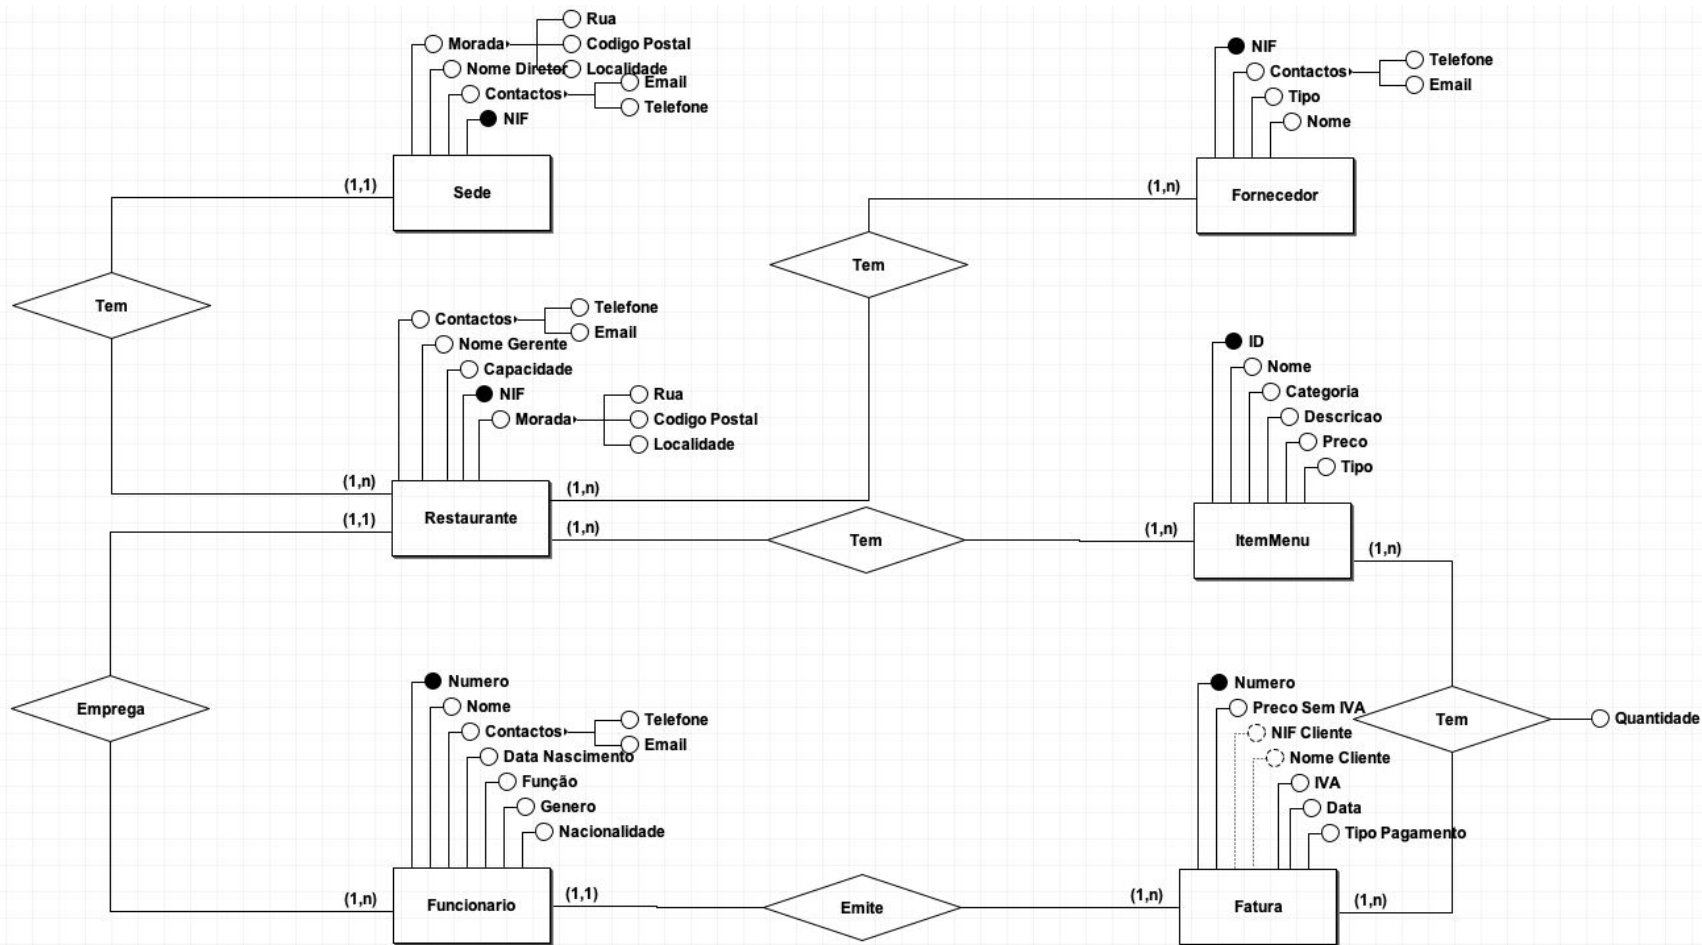 Rua
Morada
Codigo Postal
Nome Diretor
Localidade
Email
Contactos
Telefone
NIF
(1,1)
Sede
Tem
NIF
Telefone
Contactos
Email
Tipo
Nome
(1,n)
Fornecedor
Tem
Telefone
Contactos
Email
Nome Gerente
Capacidade
NIF
Rua
Morada
Codigo Postal
Localidade
(1,n)
(1,n)
(1,1)
Restaurante
(1,n)
Tem
(1,n)
ID
Nome
Categoria
Descricao
Preco
Tipo
ItemMenu
(1,n)
Emprega
Numero
Nome
Telefone
Contactos
Email
Data Nascimento
Função
Genero
Nacionalidade
(1,n)
Funcionario
(1,1)
Emite
(1,n)
Numero
Preco Sem IVA
NIF Cliente
Nome Cliente
IVA
Data
Tipo Pagamento
Tem
Quantidade
Fatura
(1,n)